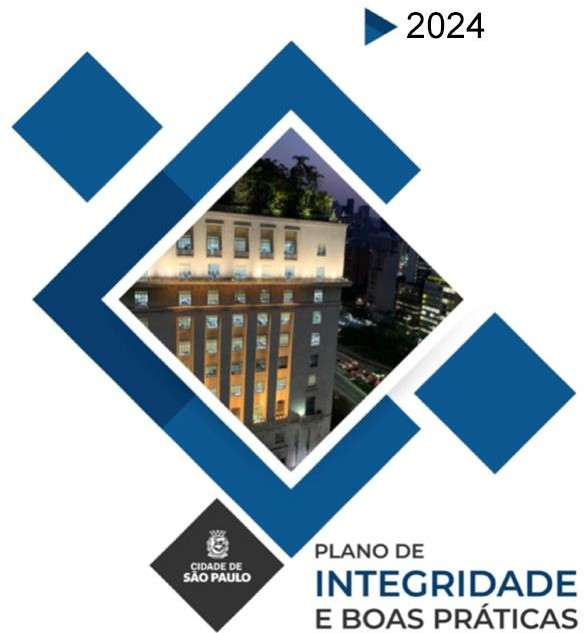 2024
CIDADE DE
SÃO PAULO
PLANO DE
INTEGRIDADE
E BOAS PRÁTICAS